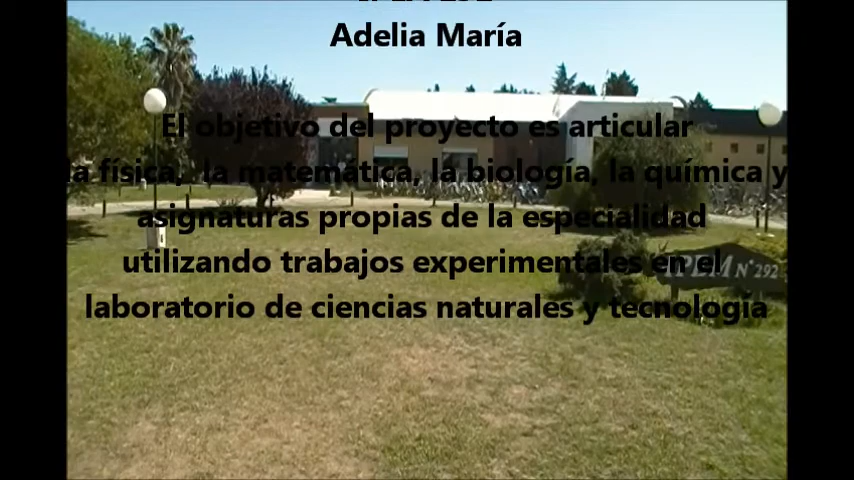 Adelia María
El objetivo del proyecto es articular
la física, la matemática, la biología, la química y
asignaturas propias de la especialidad
utilizando trabajos experimentales en el
laboratorio de ciencias naturales y tecnología
IPEM N° 292